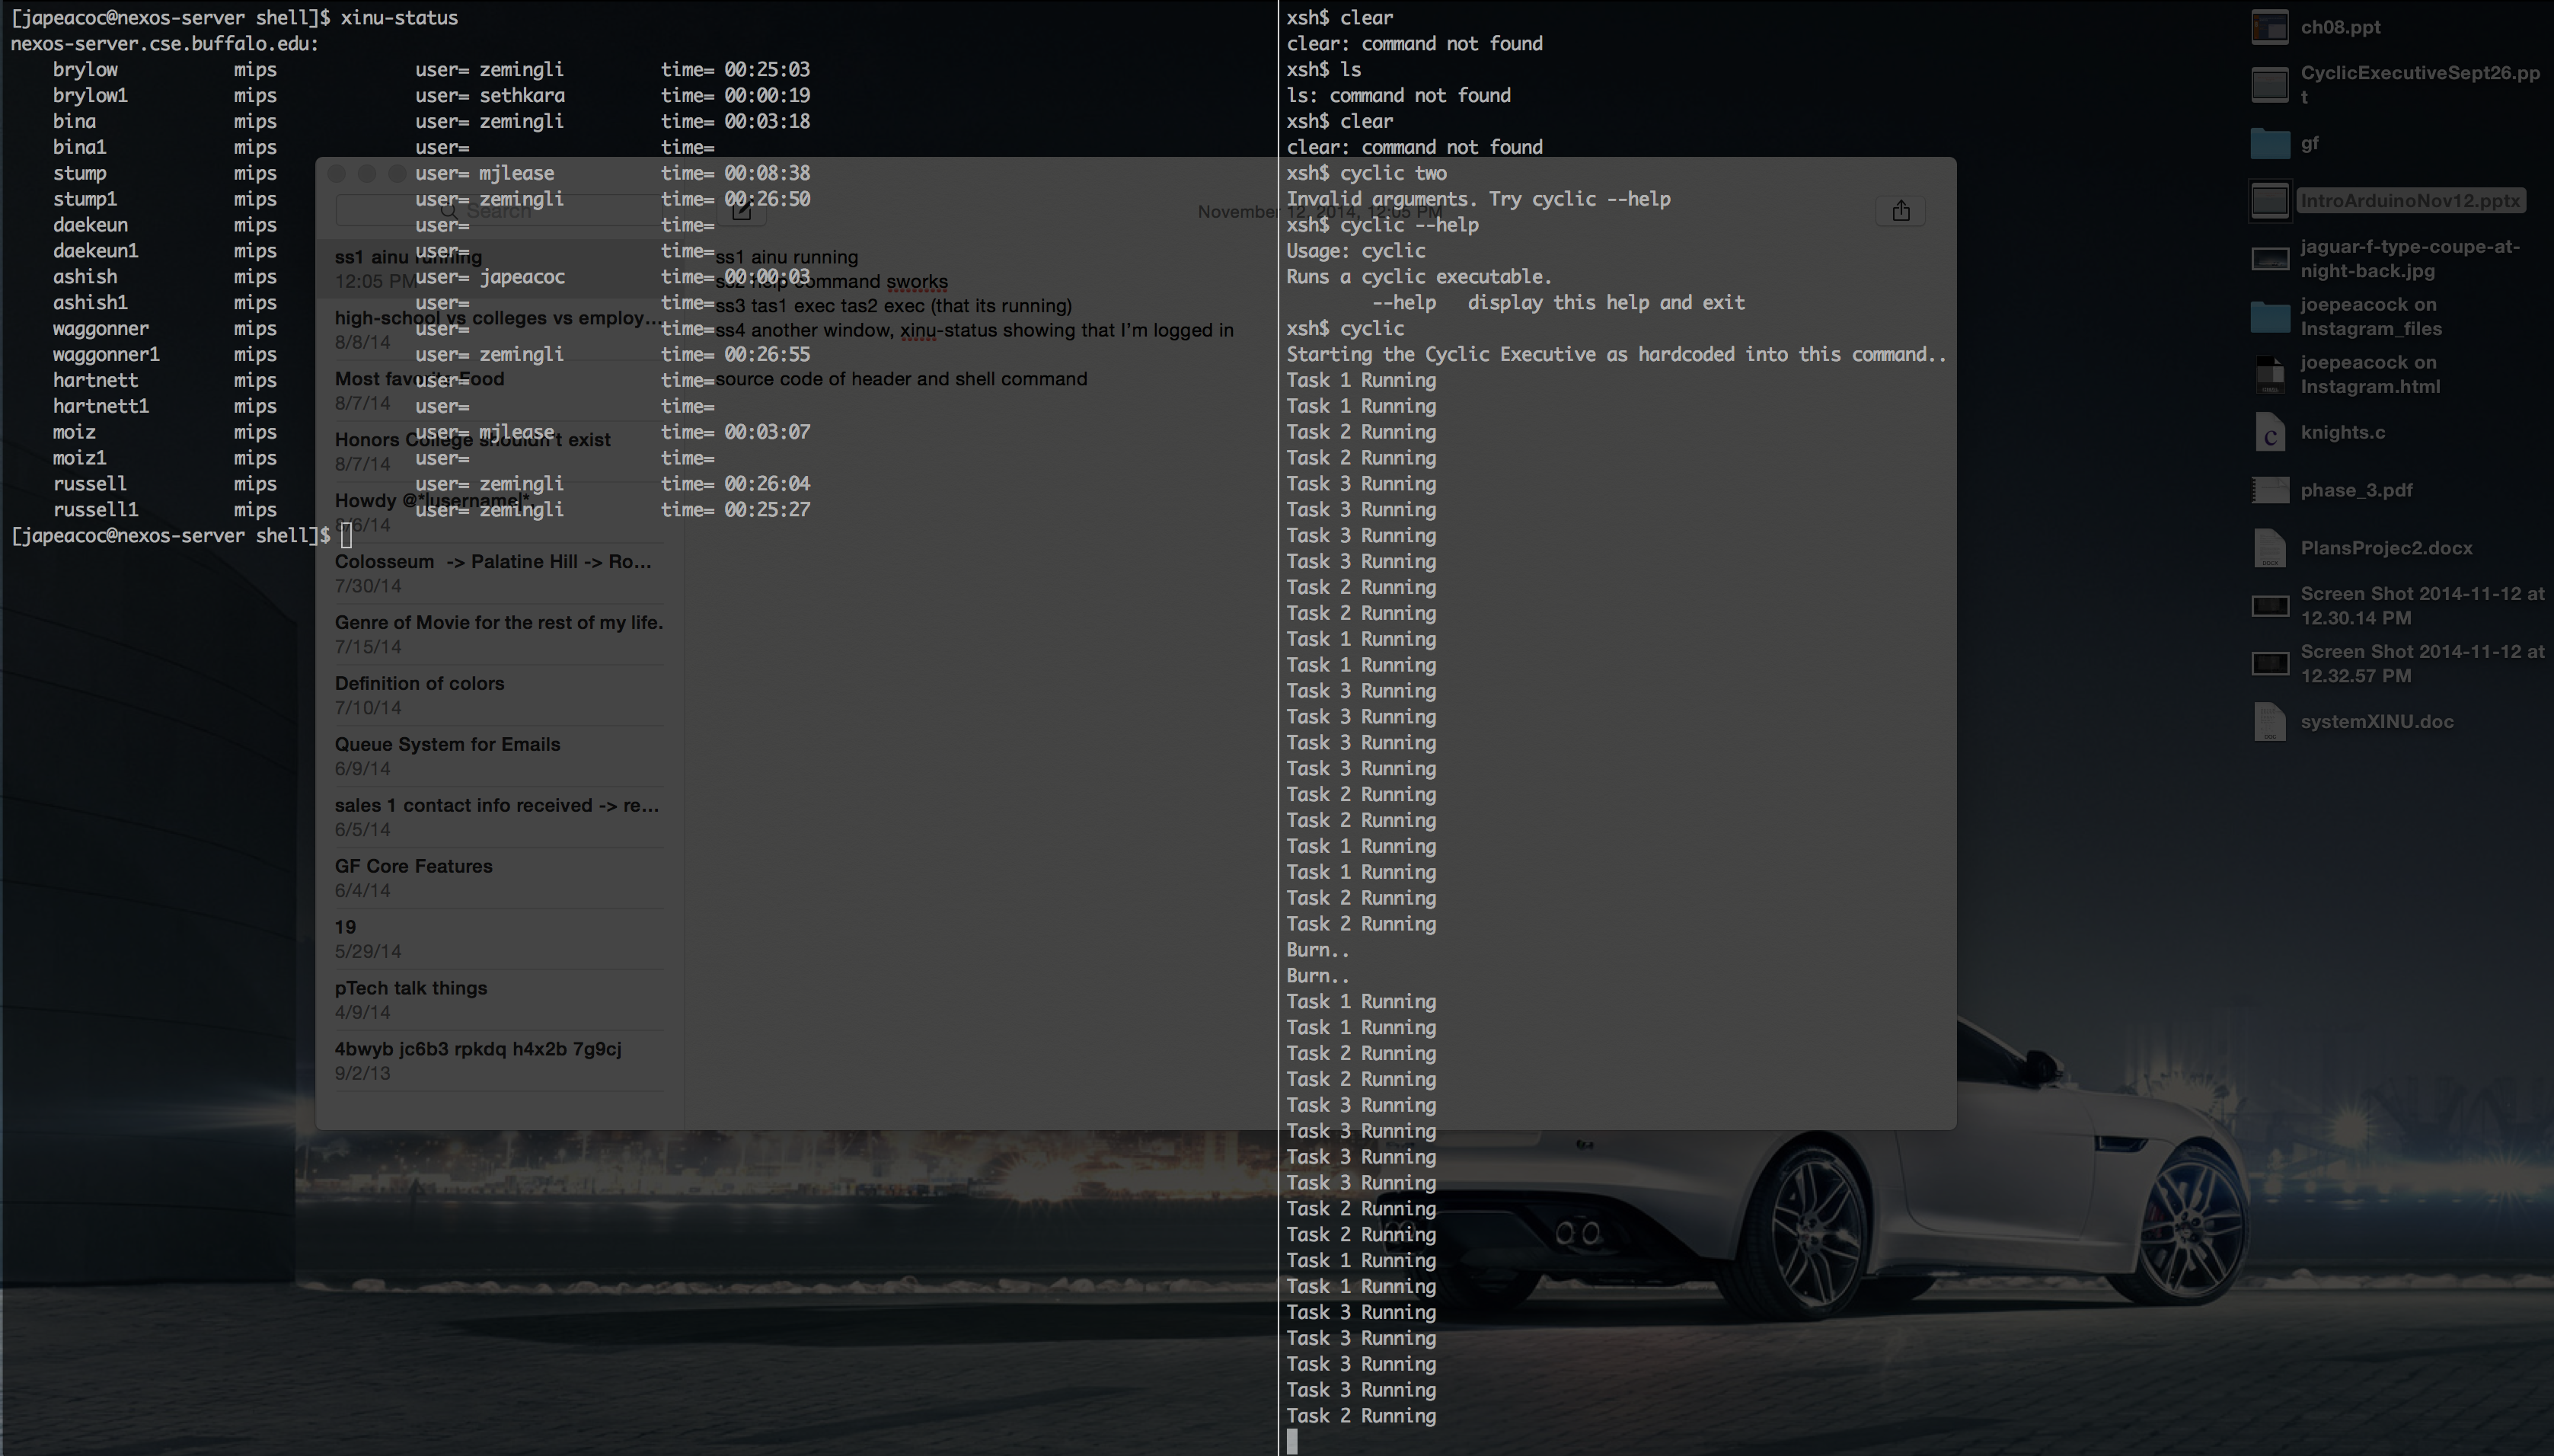 [japeacoc@nexos-server shell]$ xinu-status
nexos-server.cse.buffalo.edu:
brylow mips user= zemingli time= 00:25:03
brylow1 mips user= sethkara time= 00:00:19
bina mips user= zemingli time= 00:03:18
bina1 mips user= time=
stump mips user= mjlease time= 00:08:38
stump1 mips user= zemingli time= 00:26:50
daekeun mips user= time=
daekeun1 mips user= time=
ashish mips user= japeacoc time= 00:00:03
ashish1 mips user= time=
waggonner mips user= time=
waggonner1 mips user= zemingli time= 00:26:55
hartnett mips user= time=
hartnett1 mips user= time=
moiz mips user= mjlease time= 00:03:07
moiz1 mips user= time=
russell mips user= zemingli time= 00:26:04
russell1 mips user= zemingli time= 00:25:27
[japeacoc@nexos-server shell]$
Search
ss1 ainu running
12:05 PM
high-school vs colleges vs employ...
8/8/14
Most favorite Food
8/7/14
Honors College shouldn't exist
8/7/14
Howdy @*|username|*
8/6/14
Colosseum -> Palatine Hill -> Ro...
7/30/14
Genre of Movie for the rest of my life.
7/15/14
Definition of colors
7/10/14
Queue System for Emails
6/9/14
sales 1 contact info received -> re...
6/5/14
GF Core Features
6/4/14
19
5/29/14
pTech talk things
4/9/14
4bwyb jc6b3 rpkdq h4x2b 7g9cj
9/2/13
November 12, 2014, 12:05 PM
ss1 ainu running
ss2 help command sworks
ss3 tas1 exec tas2 exec (that its running)
ss4 another window, xinu-status showing that I'm logged in
source code of header and shell command
xsh$ clear
clear: command not found
xsh$ ls
ls: command not found
xsh$ clear
clear: command not found
xsh$ cyclic two
Invalid arguments. Try cyclic --help
xsh$ cyclic --help
Usage: cyclic
Runs a cyclic executable.
--help display this help and exit
xsh$ cyclic
Starting the Cyclic Executive as hardcoded into this command..
Task 1 Running
Task 1 Running
Task 2 Running
Task 2 Running
Task 3 Running
Task 3 Running
Task 3 Running
Task 3 Running
Task 2 Running
Task 2 Running
Task 1 Running
Task 1 Running
Task 3 Running
Task 3 Running
Task 3 Running
Task 3 Running
Task 2 Running
Task 2 Running
Task 1 Running
Task 1 Running
Task 2 Running
Task 2 Running
Burn..
Burn..
Task 1 Running
Task 1 Running
Task 2 Running
Task 2 Running
Task 3 Running
Task 3 Running
Task 3 Running
Task 3 Running
Task 2 Running
Task 2 Running
Task 1 Running
Task 1 Running
Task 3 Running
Task 3 Running
Task 3 Running
Task 3 Running
Task 2 Running
ch08.ppt
CyclicExecutiveSept26.pp
t
gf
IntroArduinoNov12.pptx
jaguar-f-type-coupe-at-
night-back.jpg
joepeacock on
Instagram_files
joepeacock on
Instagram.html
C
knights.c
phase_3.pdf
DOCX
PlansProjec2.docx
Screen Shot 2014-11-12 at
12.30.14 PM
Screen Shot 2014-11-12 at
12.32.57 PM
DOC
systemXINU.doc